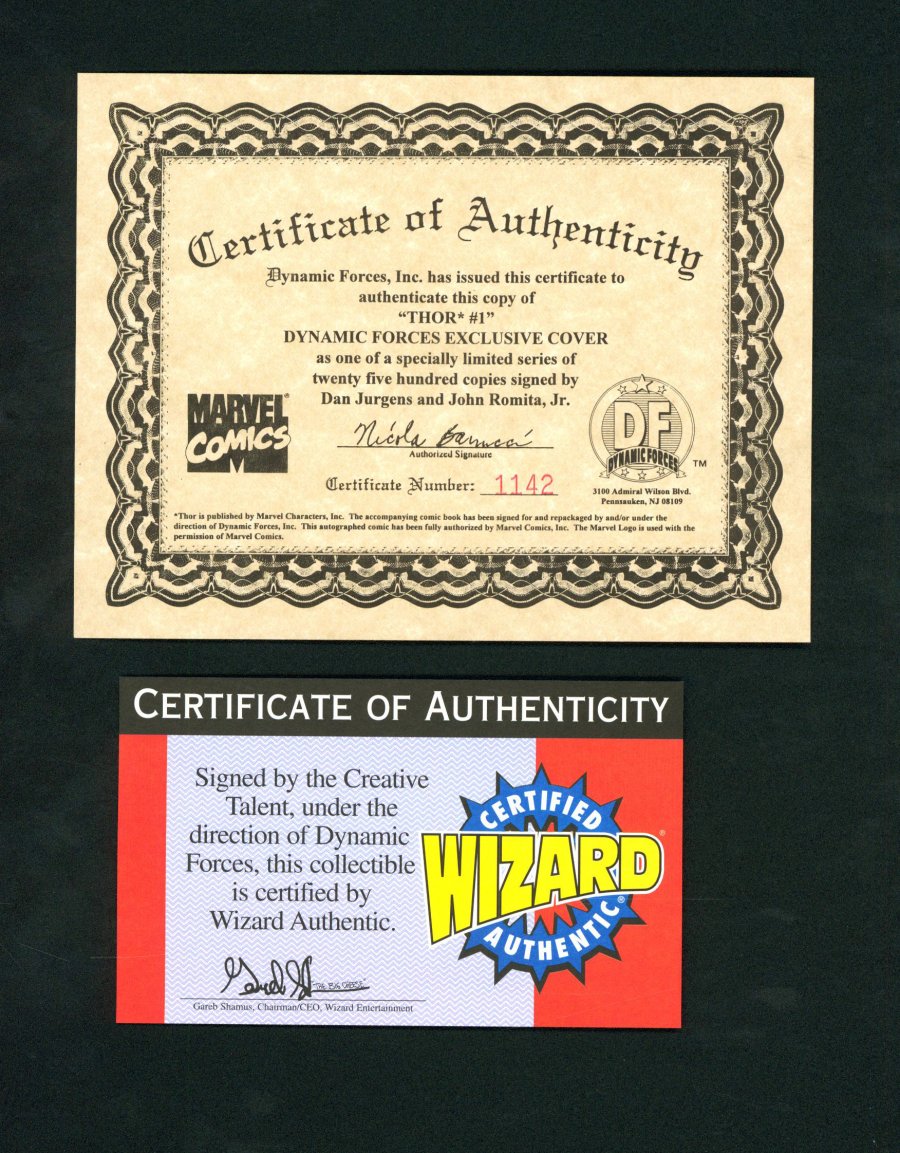 Certificate of Authenticity
Dynamic Forces, Inc. has issued this certificate to
authenticate this copy of
“THOR* #1”
DYNAMIC FORCES EXCLUSIVE COVER
as one of a specially limited series of
twenty five hundred copies signed by
Dan Jurgens and John Romita, Jr.
MARVEL®
COMICS
Nicola Barrucci
Authorized Signature
Certificate Number: 1142
DF
DYNAMIC FORCES
TM
3100 Admiral Wilson Blvd.
Pennsauken, NJ 08109
*Thor is published by Marvel Characters, Inc. The accompanying comic book has been signed for and repackaged by and/or under the
direction of Dynamic Forces, Inc. This autographed comic has been fully authorized by Marvel Comics, Inc. The Marvel Logo is used with the
permission of Marvel Comics.
CERTIFICATE OF AUTHENTICITY
Signed by the Creative
Talent, under the
direction of Dynamic
Forces, this collectible
is certified by
Wizard Authentic.
CERTIFIED
WIZARD®
AUTHENTIC®
THE BIG CHEESE
Gareb Shamus, Chairman/CEO, Wizard Entertainment